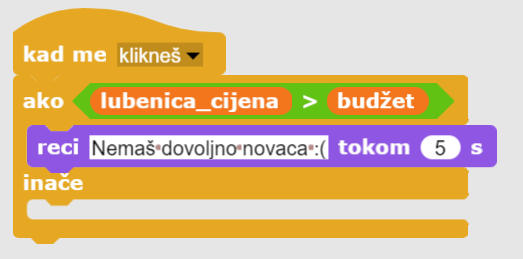 kad me klikneš
ako lubenica_cijena > budžet
reci Nemaš dovoljno novaca :( tokom 5 s
inače